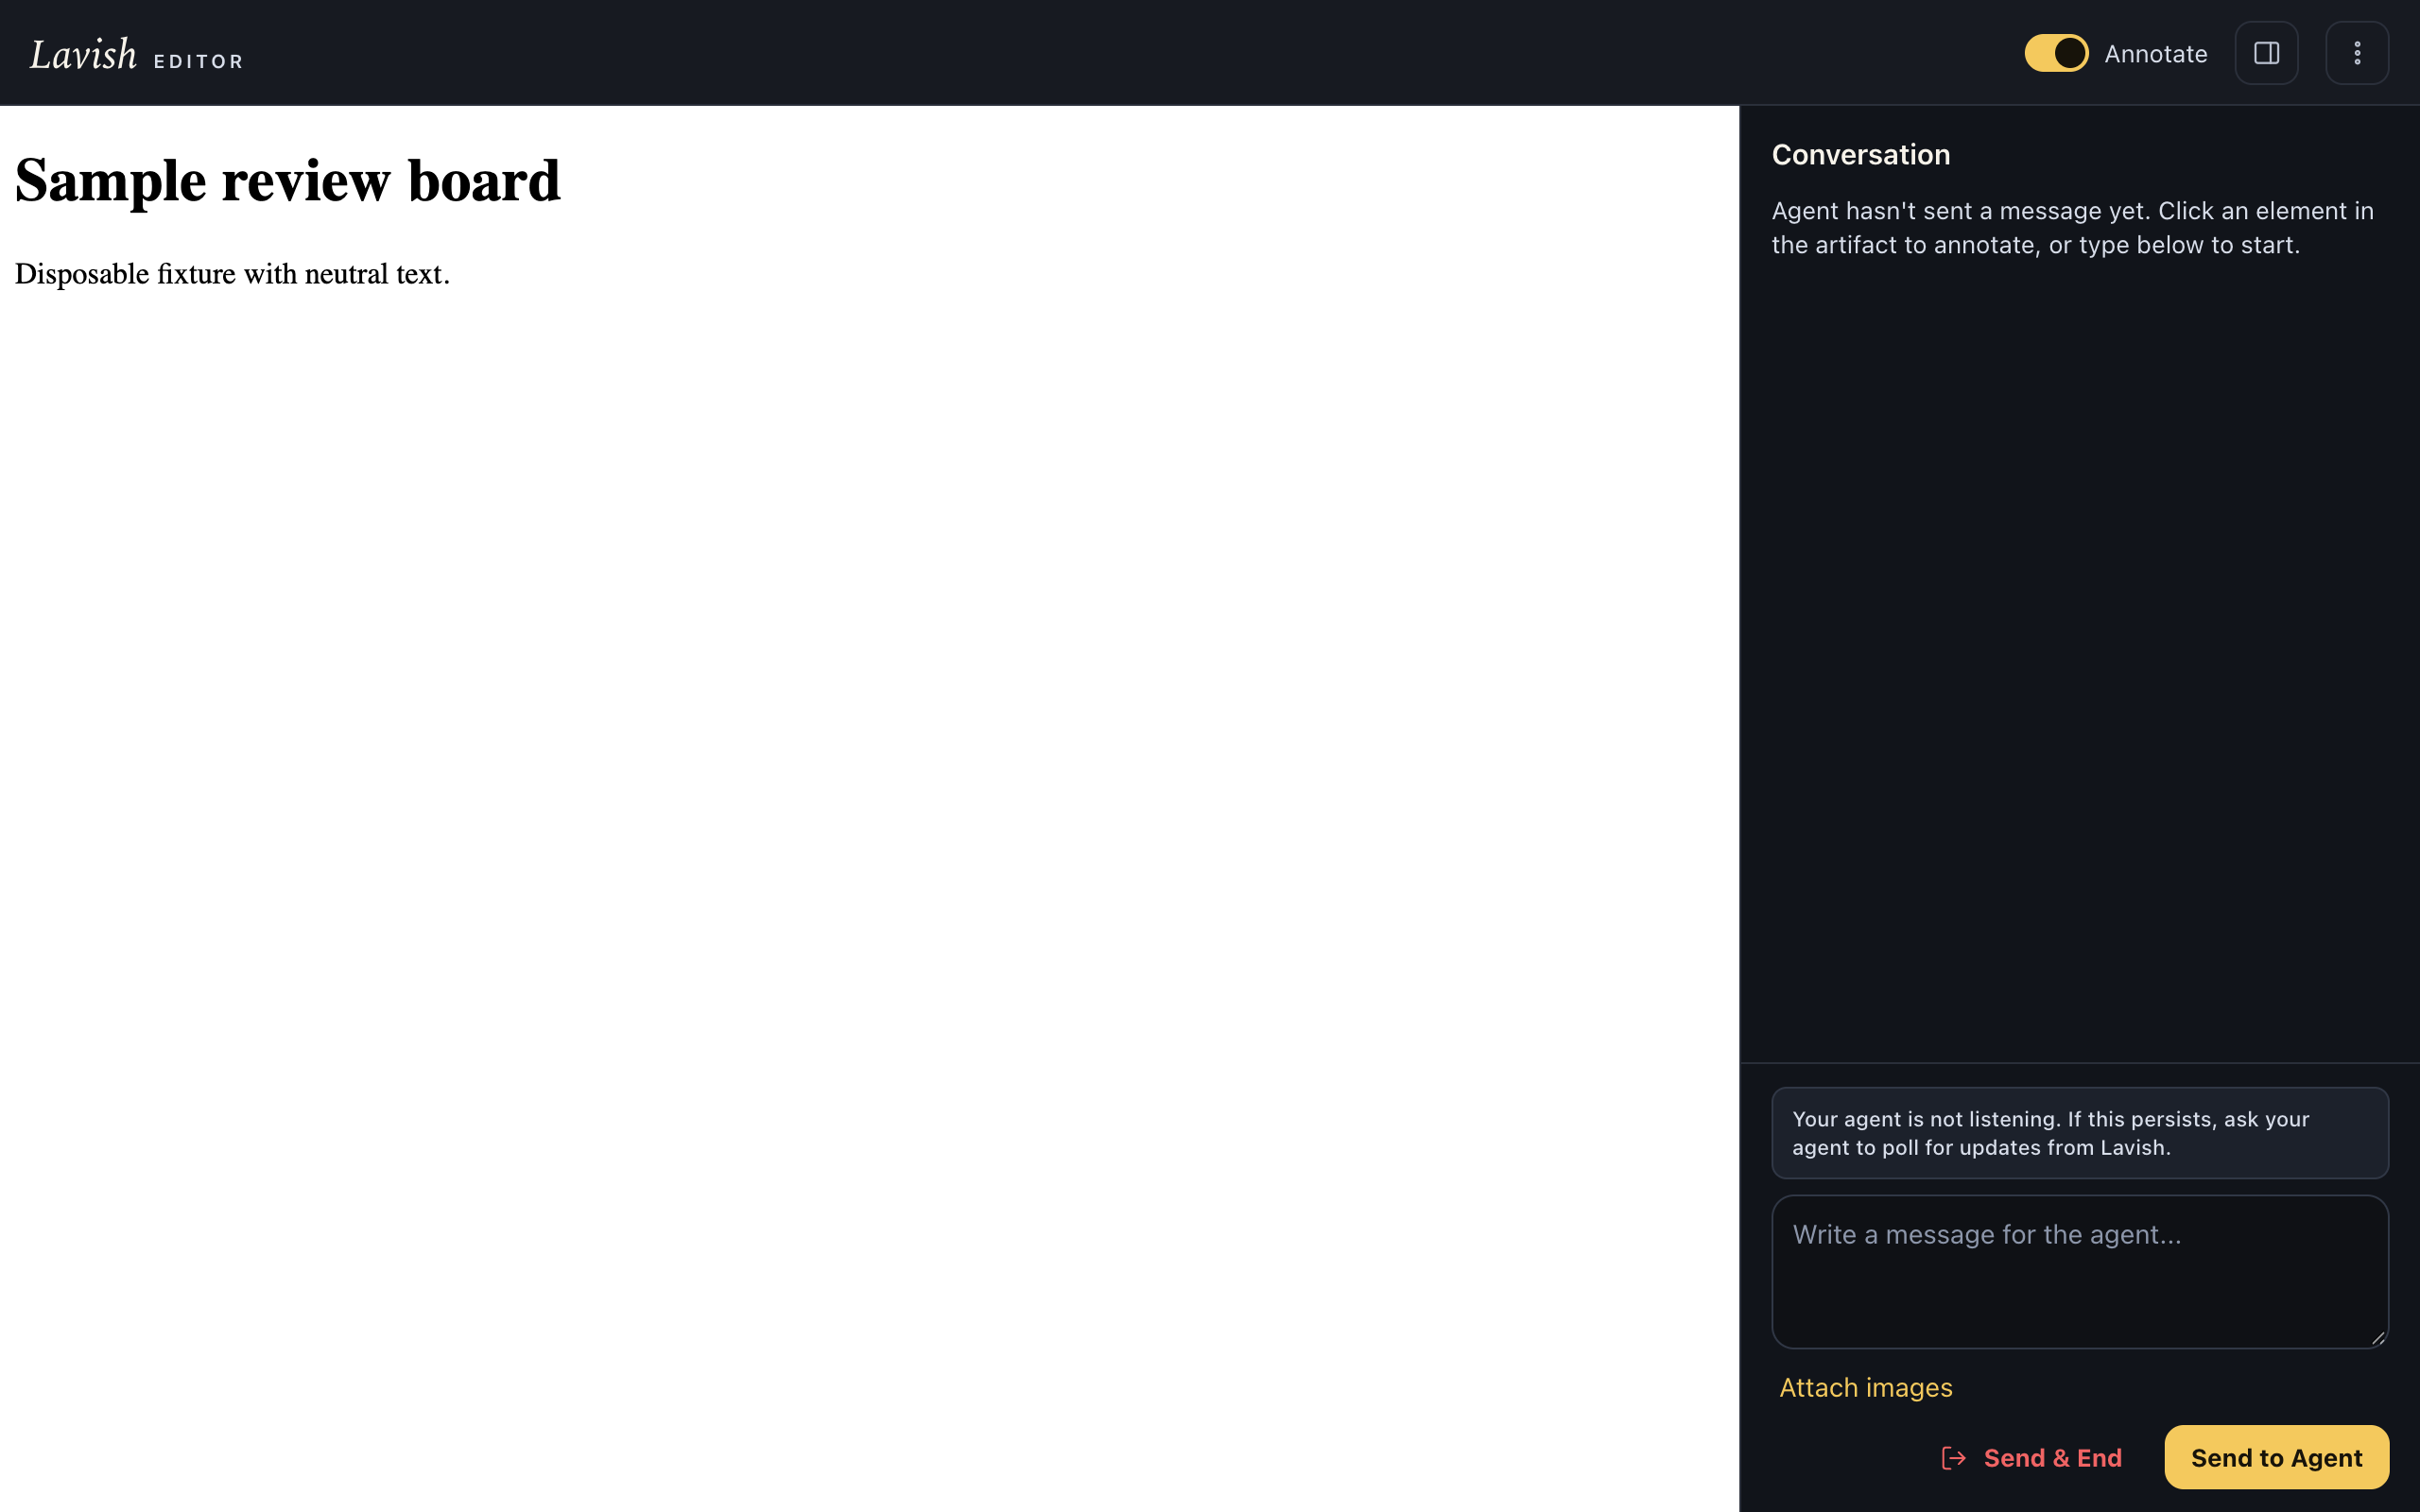 Lavish EDITOR
Annotate
Sample review board
Disposable fixture with neutral text.
Conversation
Agent hasn't sent a message yet. Click an element in
the artifact to annotate, or type below to start.
Your agent is not listening. If this persists, ask your
agent to poll for updates from Lavish.
Write a message for the agent...
Attach images
Send & End
Send to Agent